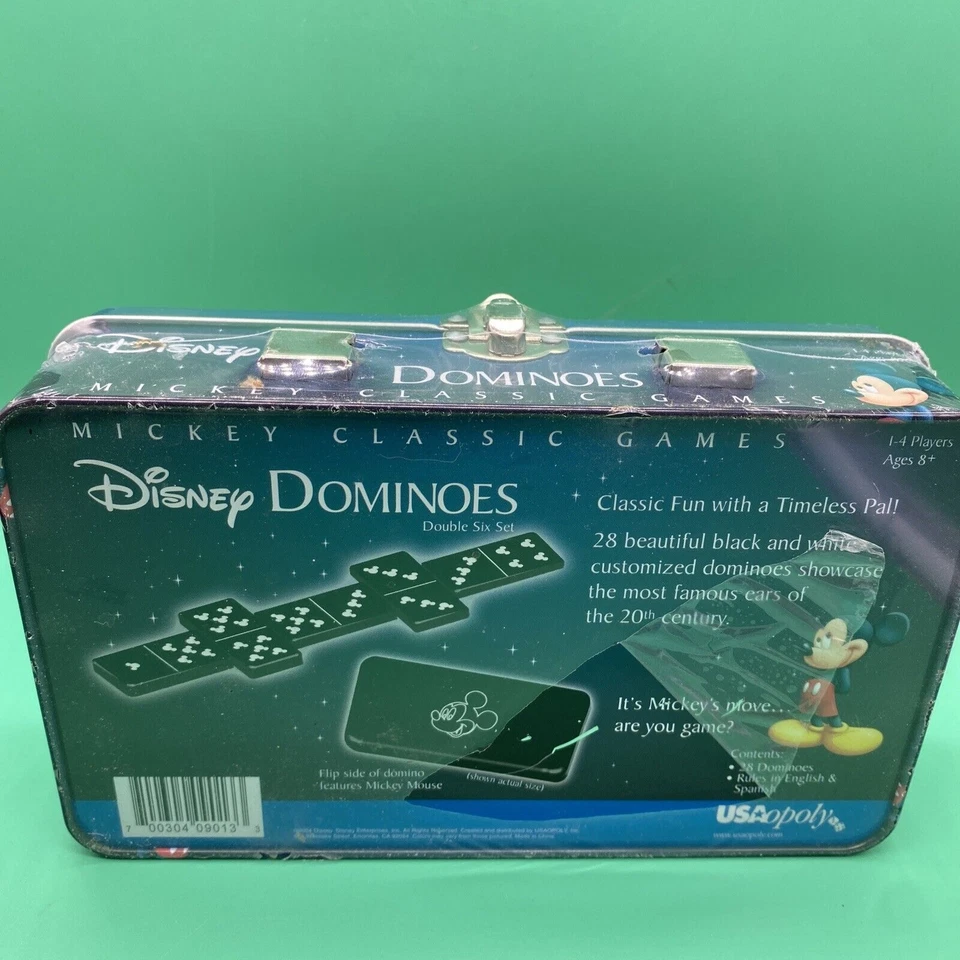 Disney
DOMINOES
MICKEY CLASSIC GAMES
MICKEY CLASSIC GAMES
1-4 Players
Ages 8+
Disney DOMINOES
Double Six Set
Classic Fun with a Timeless Pal!
28 beautiful black and white
customized dominoes showcase
the most famous ears of
the 20th century.
It's Mickey's move...
are you game?
Flip side of domino
features Mickey Mouse
(shown actual size)
Contents:
• 28 Dominoes
• Rules in English &
Spanish
7 00304 09013 3
USAopoly
www.usaopoly.com